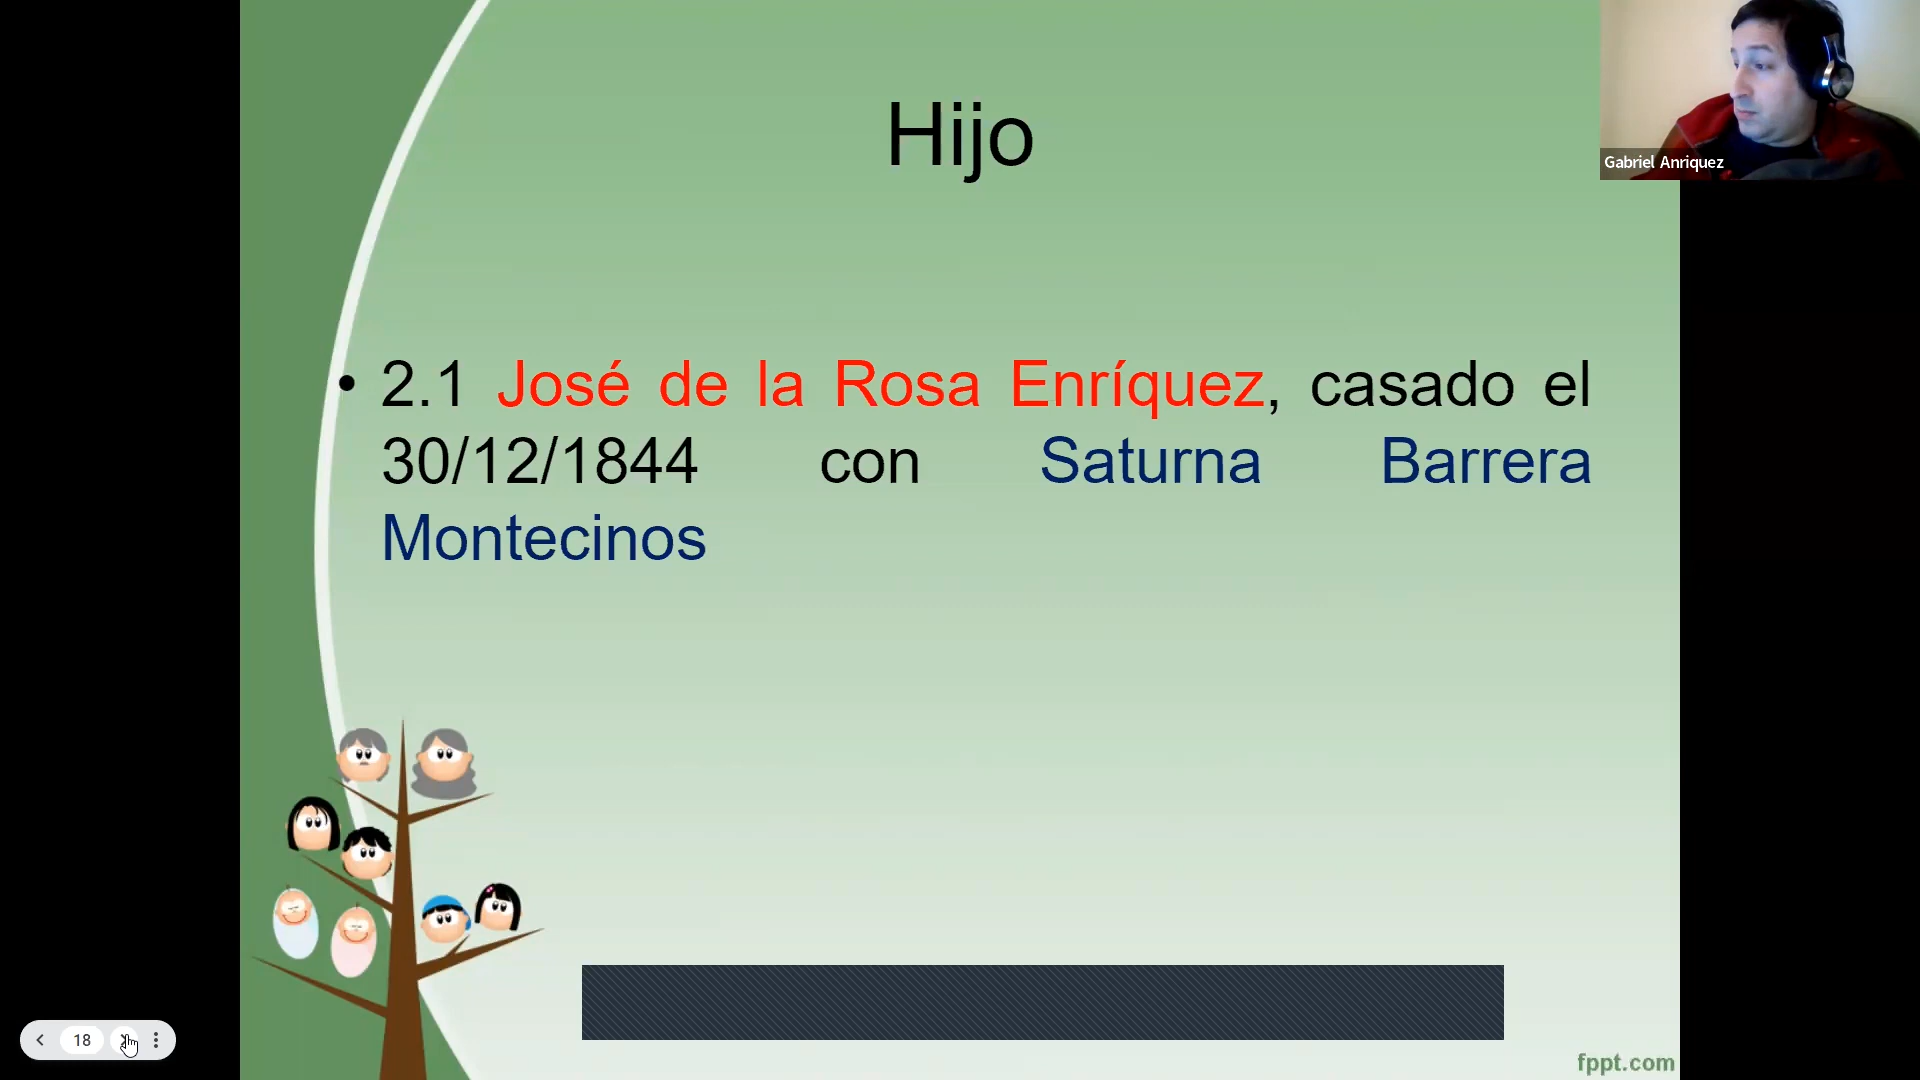 Hijo
Gabriel Anriquez
• 2.1 José de la Rosa Enríquez, casado el
30/12/1844 con Saturna Barrera
Montecinos
18
fppt.com